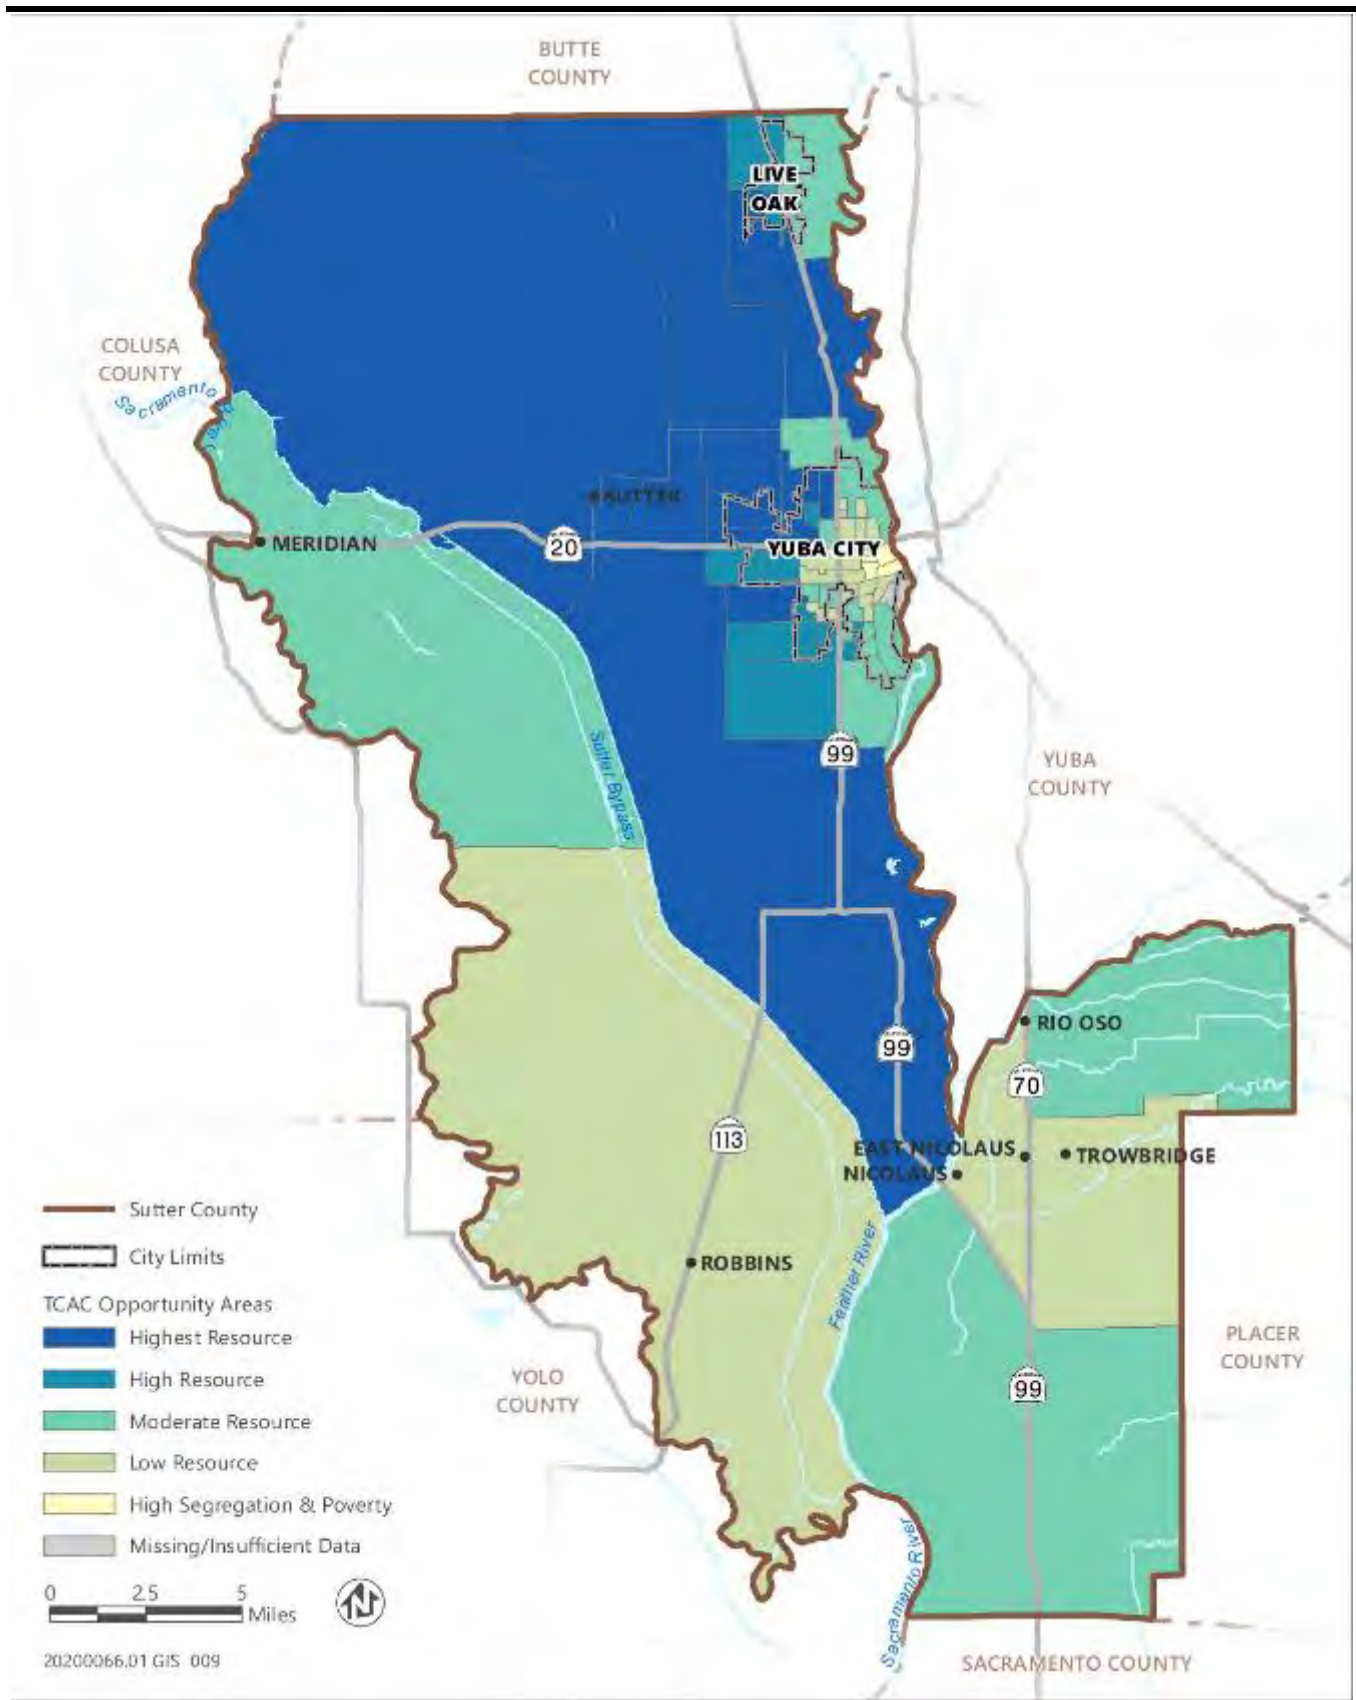 BUTTE
COUNTY
LIVE
OAK
COLUSA
COUNTY
Sacramento
River
SUTTER
MERIDIAN
20
YUBA CITY
99
Sutter Bypass
YUBA
COUNTY
RIO OSO
99
70
113
EAST NICOLAUS
TROWBRIDGE
NICOLAUS
Feather River
ROBBINS
Sutter County
City Limits
TCAC Opportunity Areas
Highest Resource
High Resource
Moderate Resource
Low Resource
High Segregation & Poverty
Missing/Insufficient Data
0 2.5 5
Miles
N
20200066.01 GIS 009
YOLO
COUNTY
PLACER
COUNTY
99
Sacramento River
SACRAMENTO COUNTY